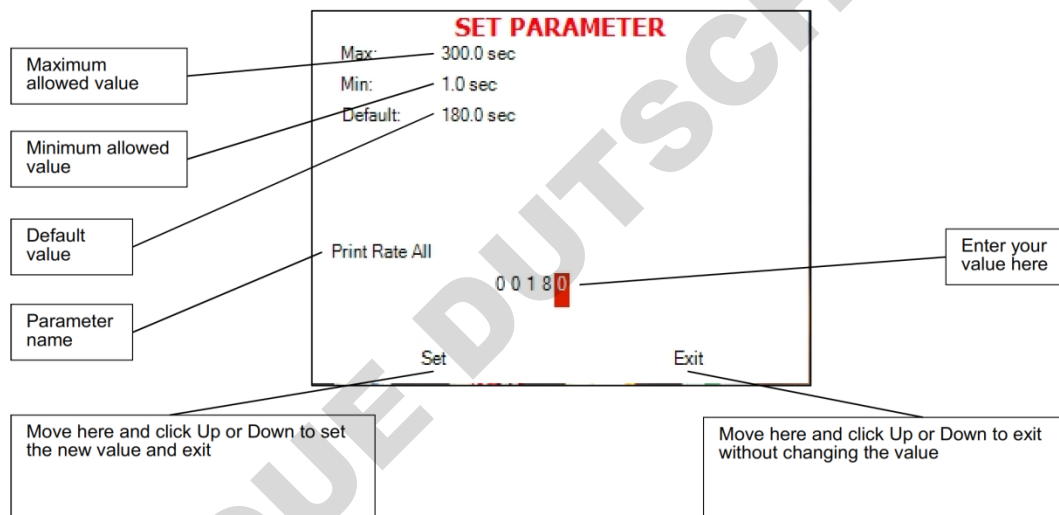 SET PARAMETER
Max: 300.0 sec
Min: 1.0 sec
Default: 180.0 sec
Print Rate All
0 0 1 8 0
Set Exit
Maximum
allowed value
Minimum allowed
value
Default
value
Parameter
name
Enter your
value here
Move here and click Up or Down to set
the new value and exit
Move here and click Up or Down to exit
without changing the value
UE DUTSCH